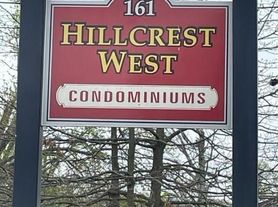 161
HILLCREST
WEST
CONDOMINIUMS